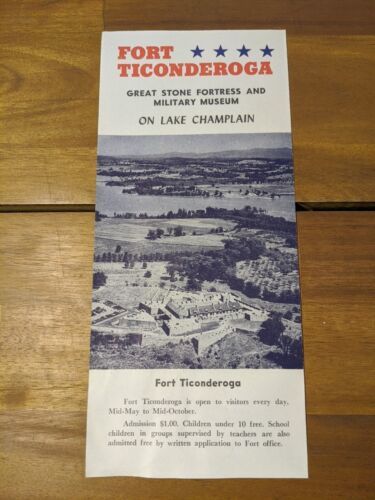 FORT
TICONDEROGA
GREAT STONE FORTRESS AND
MILITARY MUSEUM
ON LAKE CHAMPLAIN
Fort Ticonderoga
Fort Ticonderoga is open to visitors every day,
Mid-May to Mid-October.
Admission $1.00. Children under 10 free. School
children in groups supervised by teachers are also
admitted free by written application to Fort office.